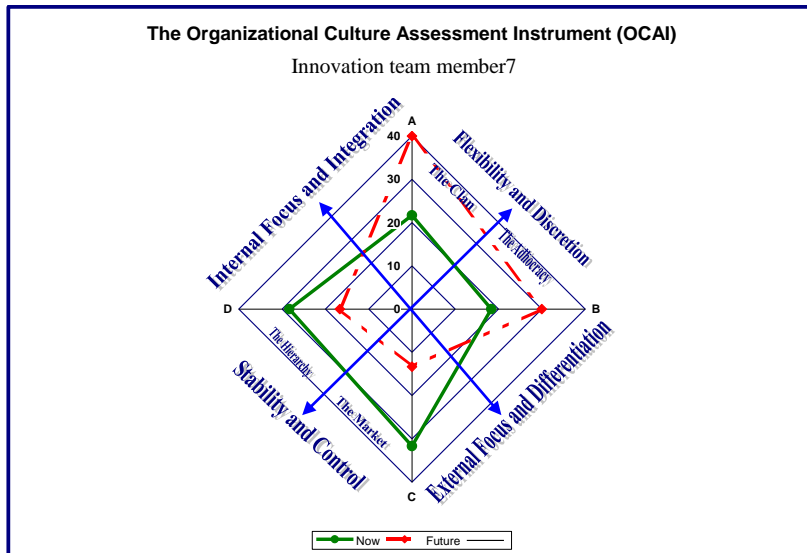 The Organizational Culture Assessment Instrument (OCAI)
Innovation team member7
A
40
30
20
10
0
Internal Focus and Integration
Flexibility and Discretion
The Clan
The Adhocracy
D
B
The Hierarchy
The Market
Stability and Control
External Focus and Differentiation
C
Now
Future